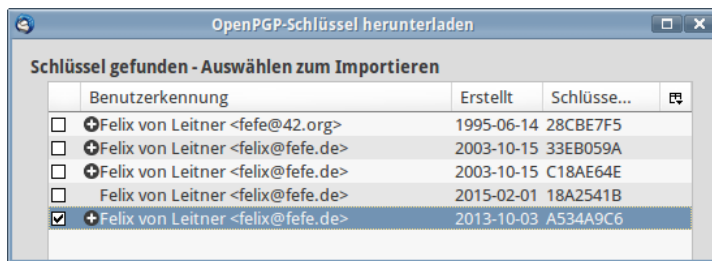 OpenPGP-Schlüssel herunterladen
Schlüssel gefunden - Auswählen zum Importieren
Benutzerkennung Erstellt Schlüsse...
Felix von Leitner <fefe@42.org> 1995-06-14 28CBE7F5
Felix von Leitner <felix@fefe.de> 2003-10-15 33EB059A
Felix von Leitner <felix@fefe.de> 2003-10-15 C18AE64E
Felix von Leitner <felix@fefe.de> 2015-02-01 18A2541B
Felix von Leitner <felix@fefe.de> 2013-10-03 A534A9C6